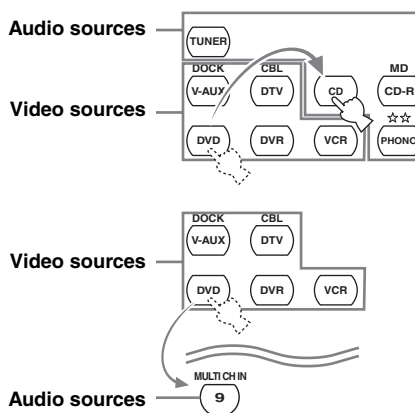 Audio sources
TUNER
DOCK CBL MD
V-AUX DTV CD CD-R
Video sources
☆☆
DVD DVR VCR PHONO
DOCK CBL
V-AUX DTV
Video sources
DVD DVR VCR
MULTI CH IN
Audio sources 9